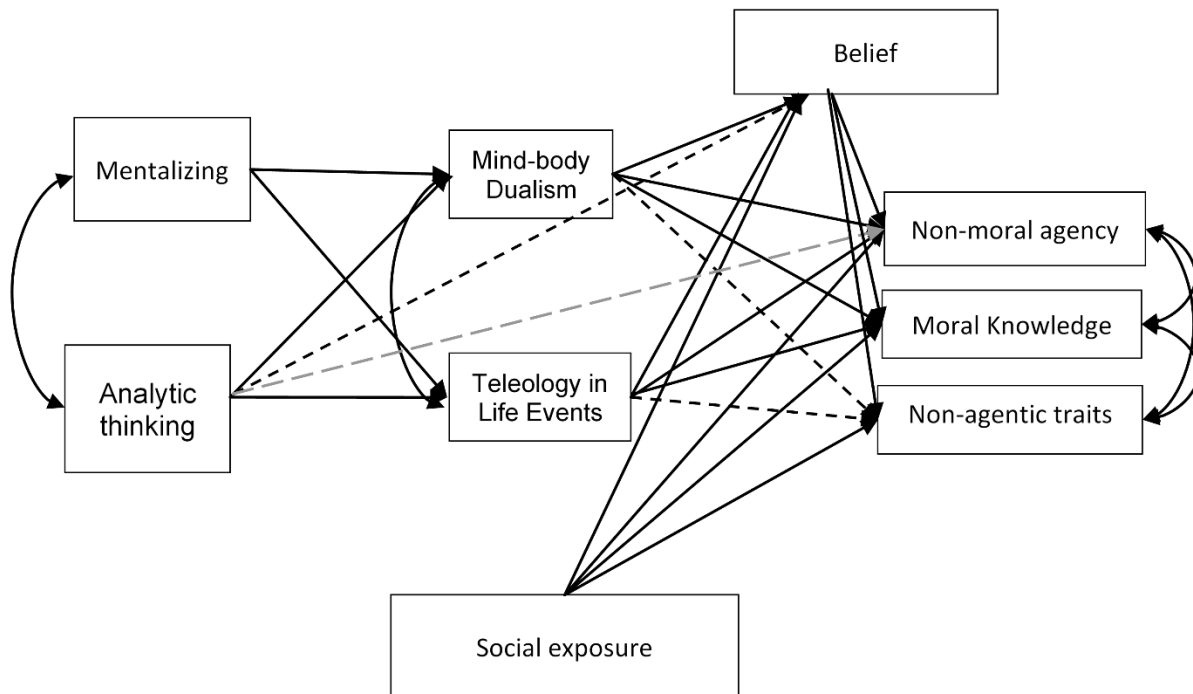 Belief
Mentalizing
Mind-body
Dualism
Non-moral agency
Moral Knowledge
Analytic
thinking
Teleology in
Life Events
Non-agentic traits
Social exposure